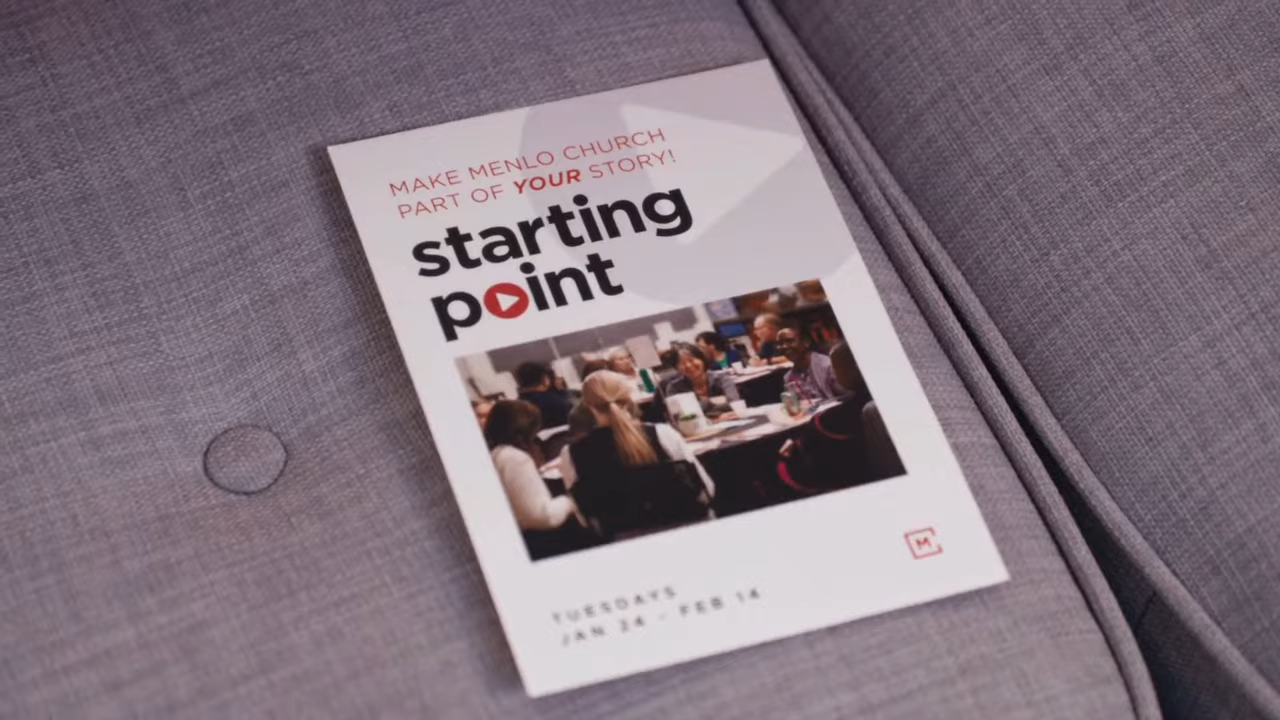 MAKE MENLO CHURCH
PART OF YOUR STORY!
starting
point
M
TUESDAYS
JAN 24 - FEB 14